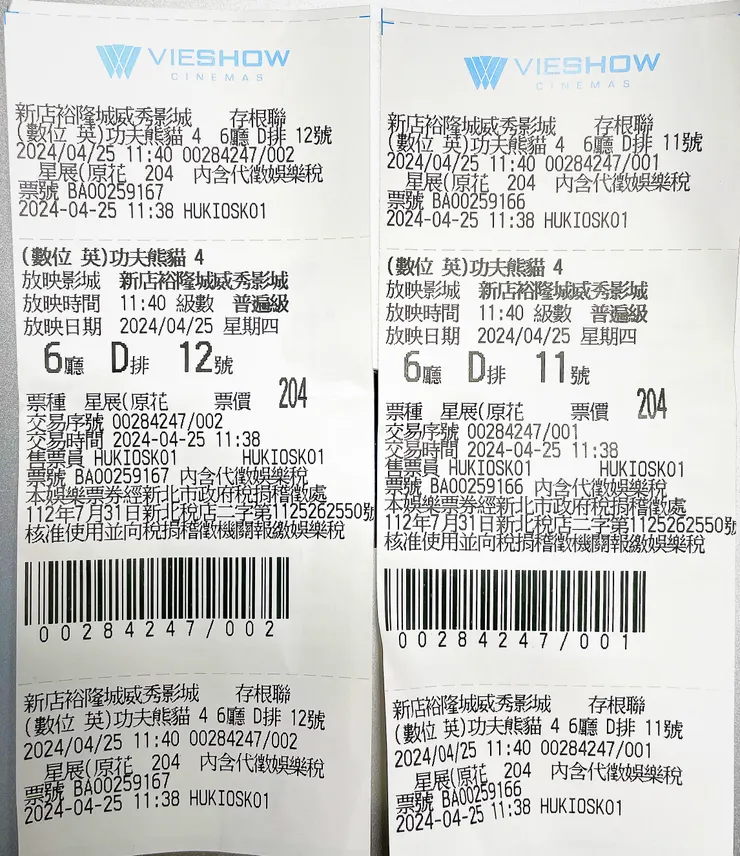 VIESHOW
CINEMAS
新店裕隆城威秀影城 存根聯
(數位 英)功夫熊貓 4 6廳 D排 12號
2024/04/25 11:40 00284247/002
星展(原花 204 內含代徵娛樂稅
票號 BA00259167
2024-04-25 11:38 HUKIOSK01
(數位 英)功夫熊貓 4
放映影城 新店裕隆城威秀影城
放映時間 11:40 級數 普遍級
放映日期 2024/04/25 星期四
6廳 D排 12號
票種 星展(原花 票價 204
交易序號 00284247/002
交易時間 2024-04-25 11:38
售票員 HUKIOSK01 HUKIOSK01
票號 BA00259167 內含代徵娛樂稅
本娛樂票券經新北市政府稅捐稽徵處
112年7月31日新北稅店二字第1125262550號
核准使用並向稅捐稽徵機關報繳娛樂稅
00284247/002
新店裕隆城威秀影城 存根聯
(數位 英)功夫熊貓 4 6廳 D排 12號
2024/04/25 11:40 00284247/002
星展(原花 204 內含代徵娛樂稅
票號 BA00259167
2024-04-25 11:38 HUKIOSK01
VIESHOW
CINEMAS
新店裕隆城威秀影城 存根聯
(數位 英)功夫熊貓 4 6廳 D排 11號
2024/04/25 11:40 00284247/001
星展(原花 204 內含代徵娛樂稅
票號 BA00259166
2024-04-25 11:38 HUKIOSK01
(數位 英)功夫熊貓 4
放映影城 新店裕隆城威秀影城
放映時間 11:40 級數 普遍級
放映日期 2024/04/25 星期四
6廳 D排 11號
票種 星展(原花 票價 204
交易序號 00284247/001
交易時間 2024-04-25 11:38
售票員 HUKIOSK01 HUKIOSK01
票號 BA00259166 內含代徵娛樂稅
本娛樂票券經新北市政府稅捐稽徵處
112年7月31日新北稅店二字第1125262550號
核准使用並向稅捐稽徵機關報繳娛樂稅
00284247/001
新店裕隆城威秀影城 存根聯
(數位 英)功夫熊貓 4 6廳 D排 11號
2024/04/25 11:40 00284247/001
星展(原花 204 內含代徵娛樂稅
票號 BA00259166
2024-04-25 11:38 HUKIOSK01